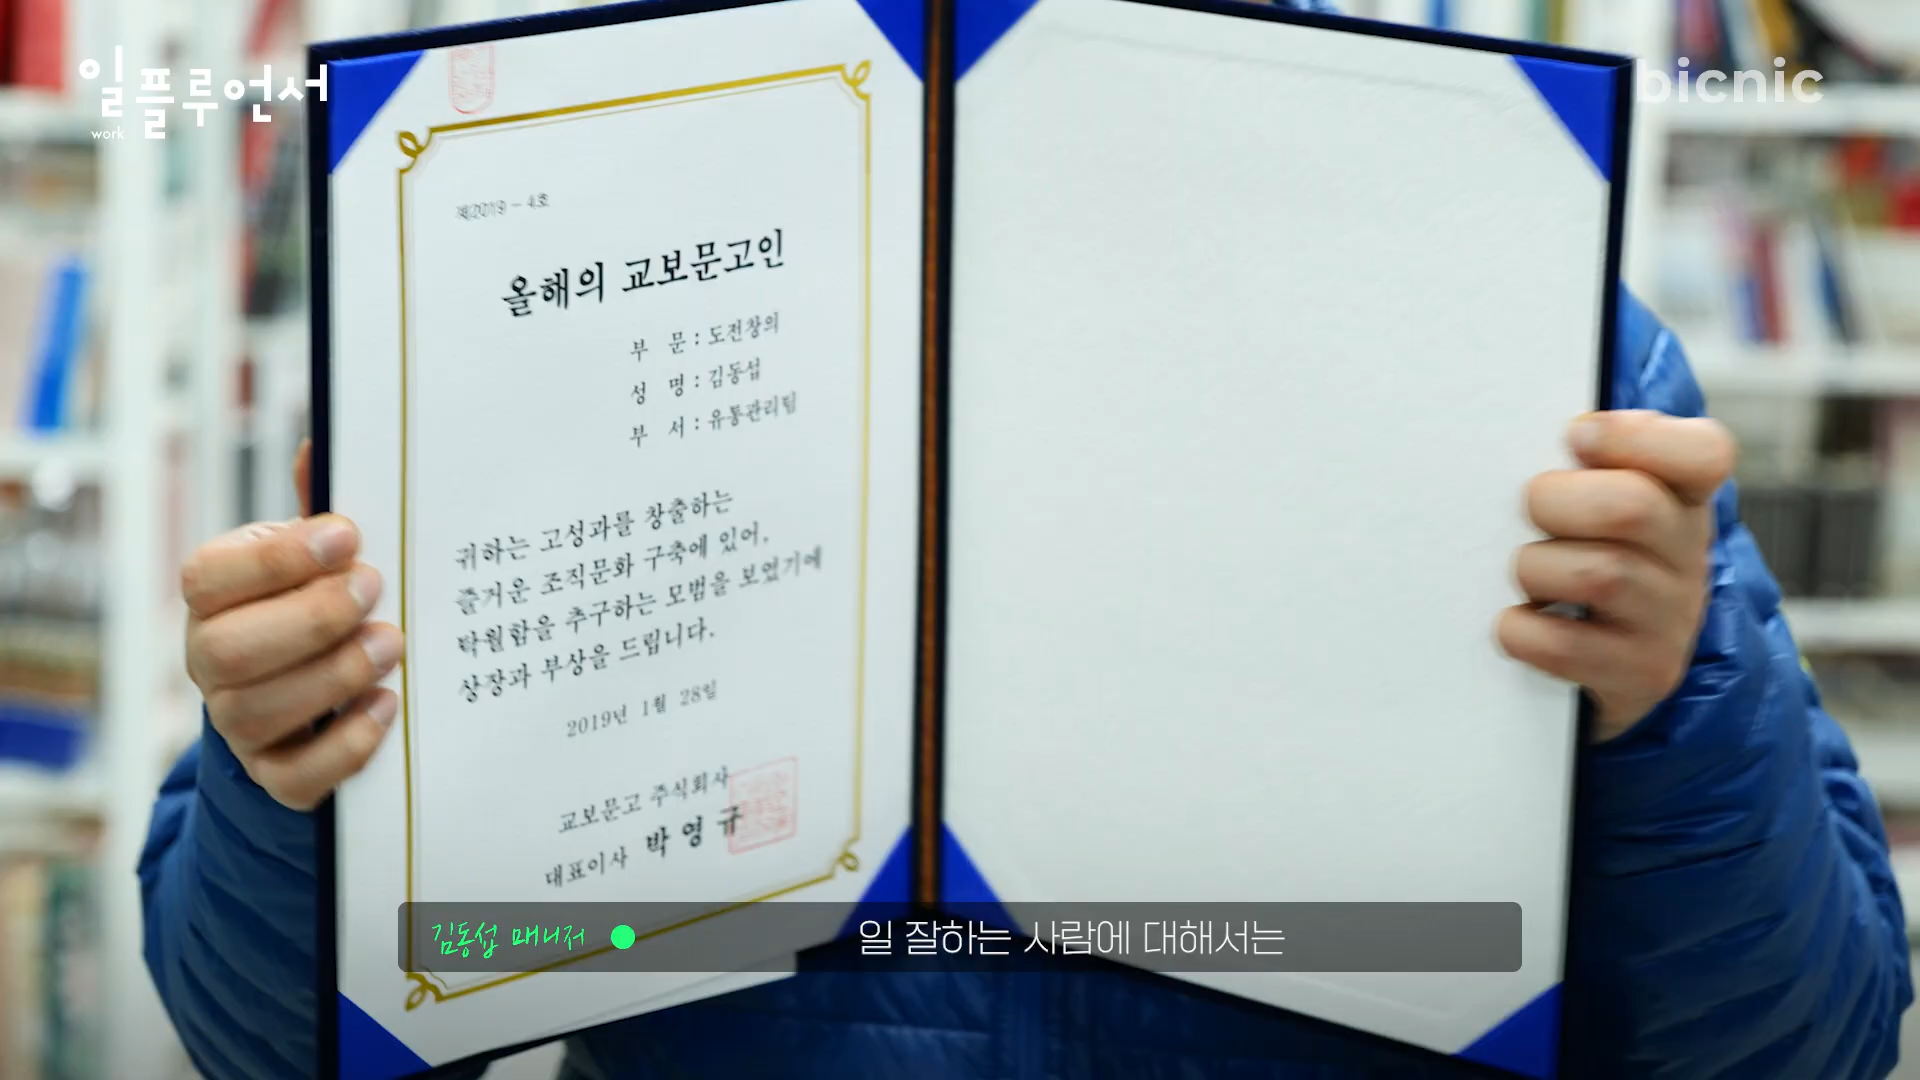 일플루언서
work
bicnic
제2019-4호
올해의 교보문고인
부 문 : 도전창의
성 명 : 김동섭
부 서 : 유통관리팀
귀하는 고성과를 창출하는
즐거운 조직문화 구축에 있어,
탁월함을 추구하는 모범을 보였기에
상장과 부상을 드립니다.
2019년 1월 28일
교보문고 주식회사
대표이사 박영규
김동섭 매니저
일 잘하는 사람에 대해서는